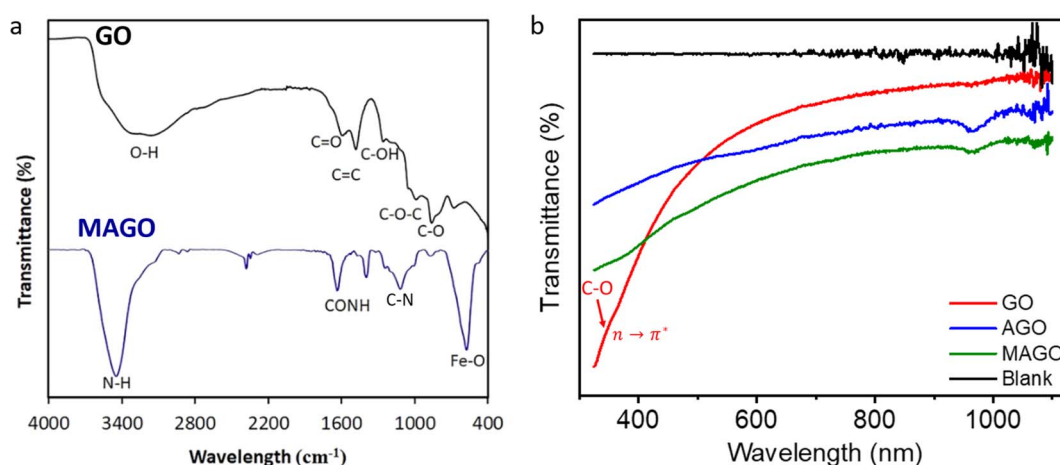 a
GO
O-H
C=O
C=C
C-OH
C-O-C
C-O
MAGO
N-H
CONH
C-N
Fe-O
Transmittance (%)
4000 3400 2800 2200 1600 1000 400
Wavelength (cm⁻¹)
b
Transmittance (%)
C-O
n → π*
GO
AGO
MAGO
Blank
400 600 800 1000
Wavelength (nm)